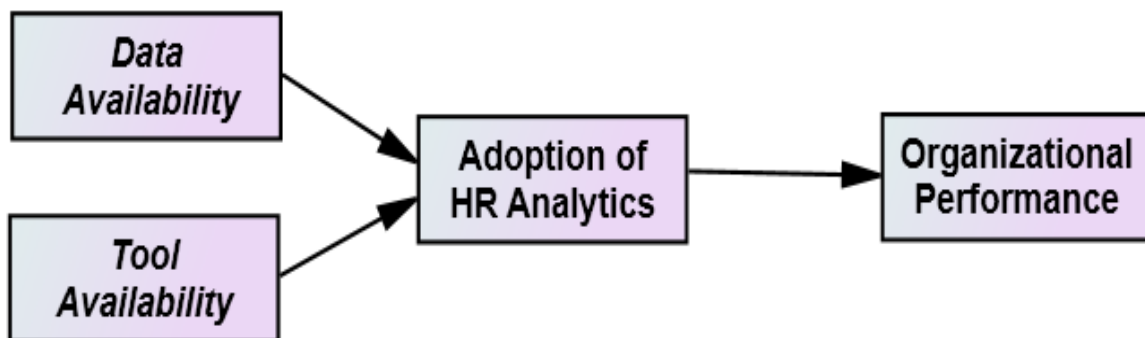 Data
Availability
Adoption of
HR Analytics
Organizational
Performance
Tool
Availability